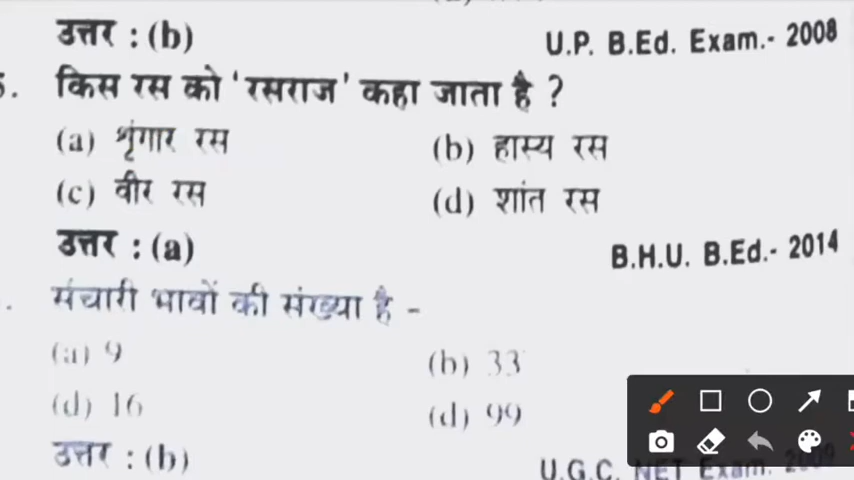 उत्तर : (b)
U.P. B.Ed. Exam.- 2008
किस रस को 'रसराज' कहा जाता है ?
(a) शृंगार रस (b) हास्य रस
(c) वीर रस (d) शांत रस
उत्तर : (a)
B.H.U. B.Ed.- 2014
संचारी भावों की संख्या है -
(a) 9 (b) 33
(d) 16 (d) 99
उत्तर : (b)
U.G.C. NET Exam. 2009